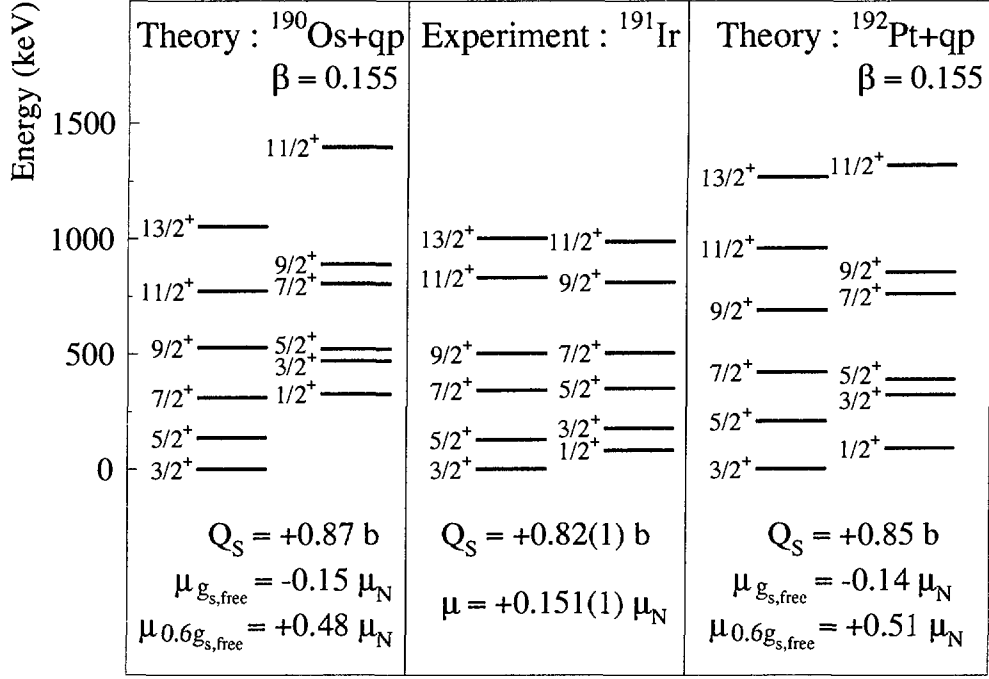 Energy (keV)
1500
1000
500
0
Theory : ¹⁹⁰Os+qp
β = 0.155
11/2⁺
13/2⁺
9/2⁺
7/2⁺
11/2⁺
9/2⁺
5/2⁺
3/2⁺
7/2⁺
1/2⁺
5/2⁺
3/2⁺
Q_S = +0.87 b
μ g_s,free = -0.15 μ_N
μ 0.6g_s,free = +0.48 μ_N
Experiment : ¹⁹¹Ir
13/2⁺ 11/2⁺
11/2⁺ 9/2⁺
9/2⁺ 7/2⁺
7/2⁺ 5/2⁺
5/2⁺ 3/2⁺
3/2⁺ 1/2⁺
Q_S = +0.82(1) b
μ = +0.151(1) μ_N
Theory : ¹⁹²Pt+qp
β = 0.155
13/2⁺ 11/2⁺
11/2⁺ 9/2⁺
9/2⁺ 7/2⁺
7/2⁺ 5/2⁺
5/2⁺ 3/2⁺
3/2⁺ 1/2⁺
Q_S = +0.85 b
μ g_s,free = -0.14 μ_N
μ 0.6g_s,free = +0.51 μ_N